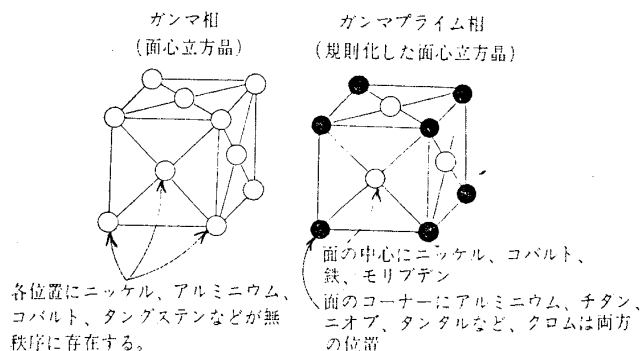 ガンマ相
(面心立方晶)
ガンマプライム相
(規則化した面心立方晶)
各位置にニッケル、アルミニウム、
コバルト、タングステンなどが無
秩序に存在する。
面の中心にニッケル、コバルト、
鉄、モリブデン
面のコーナーにアルミニウム、チタン、
ニオブ、タンタルなど、クロムは両方
の位置